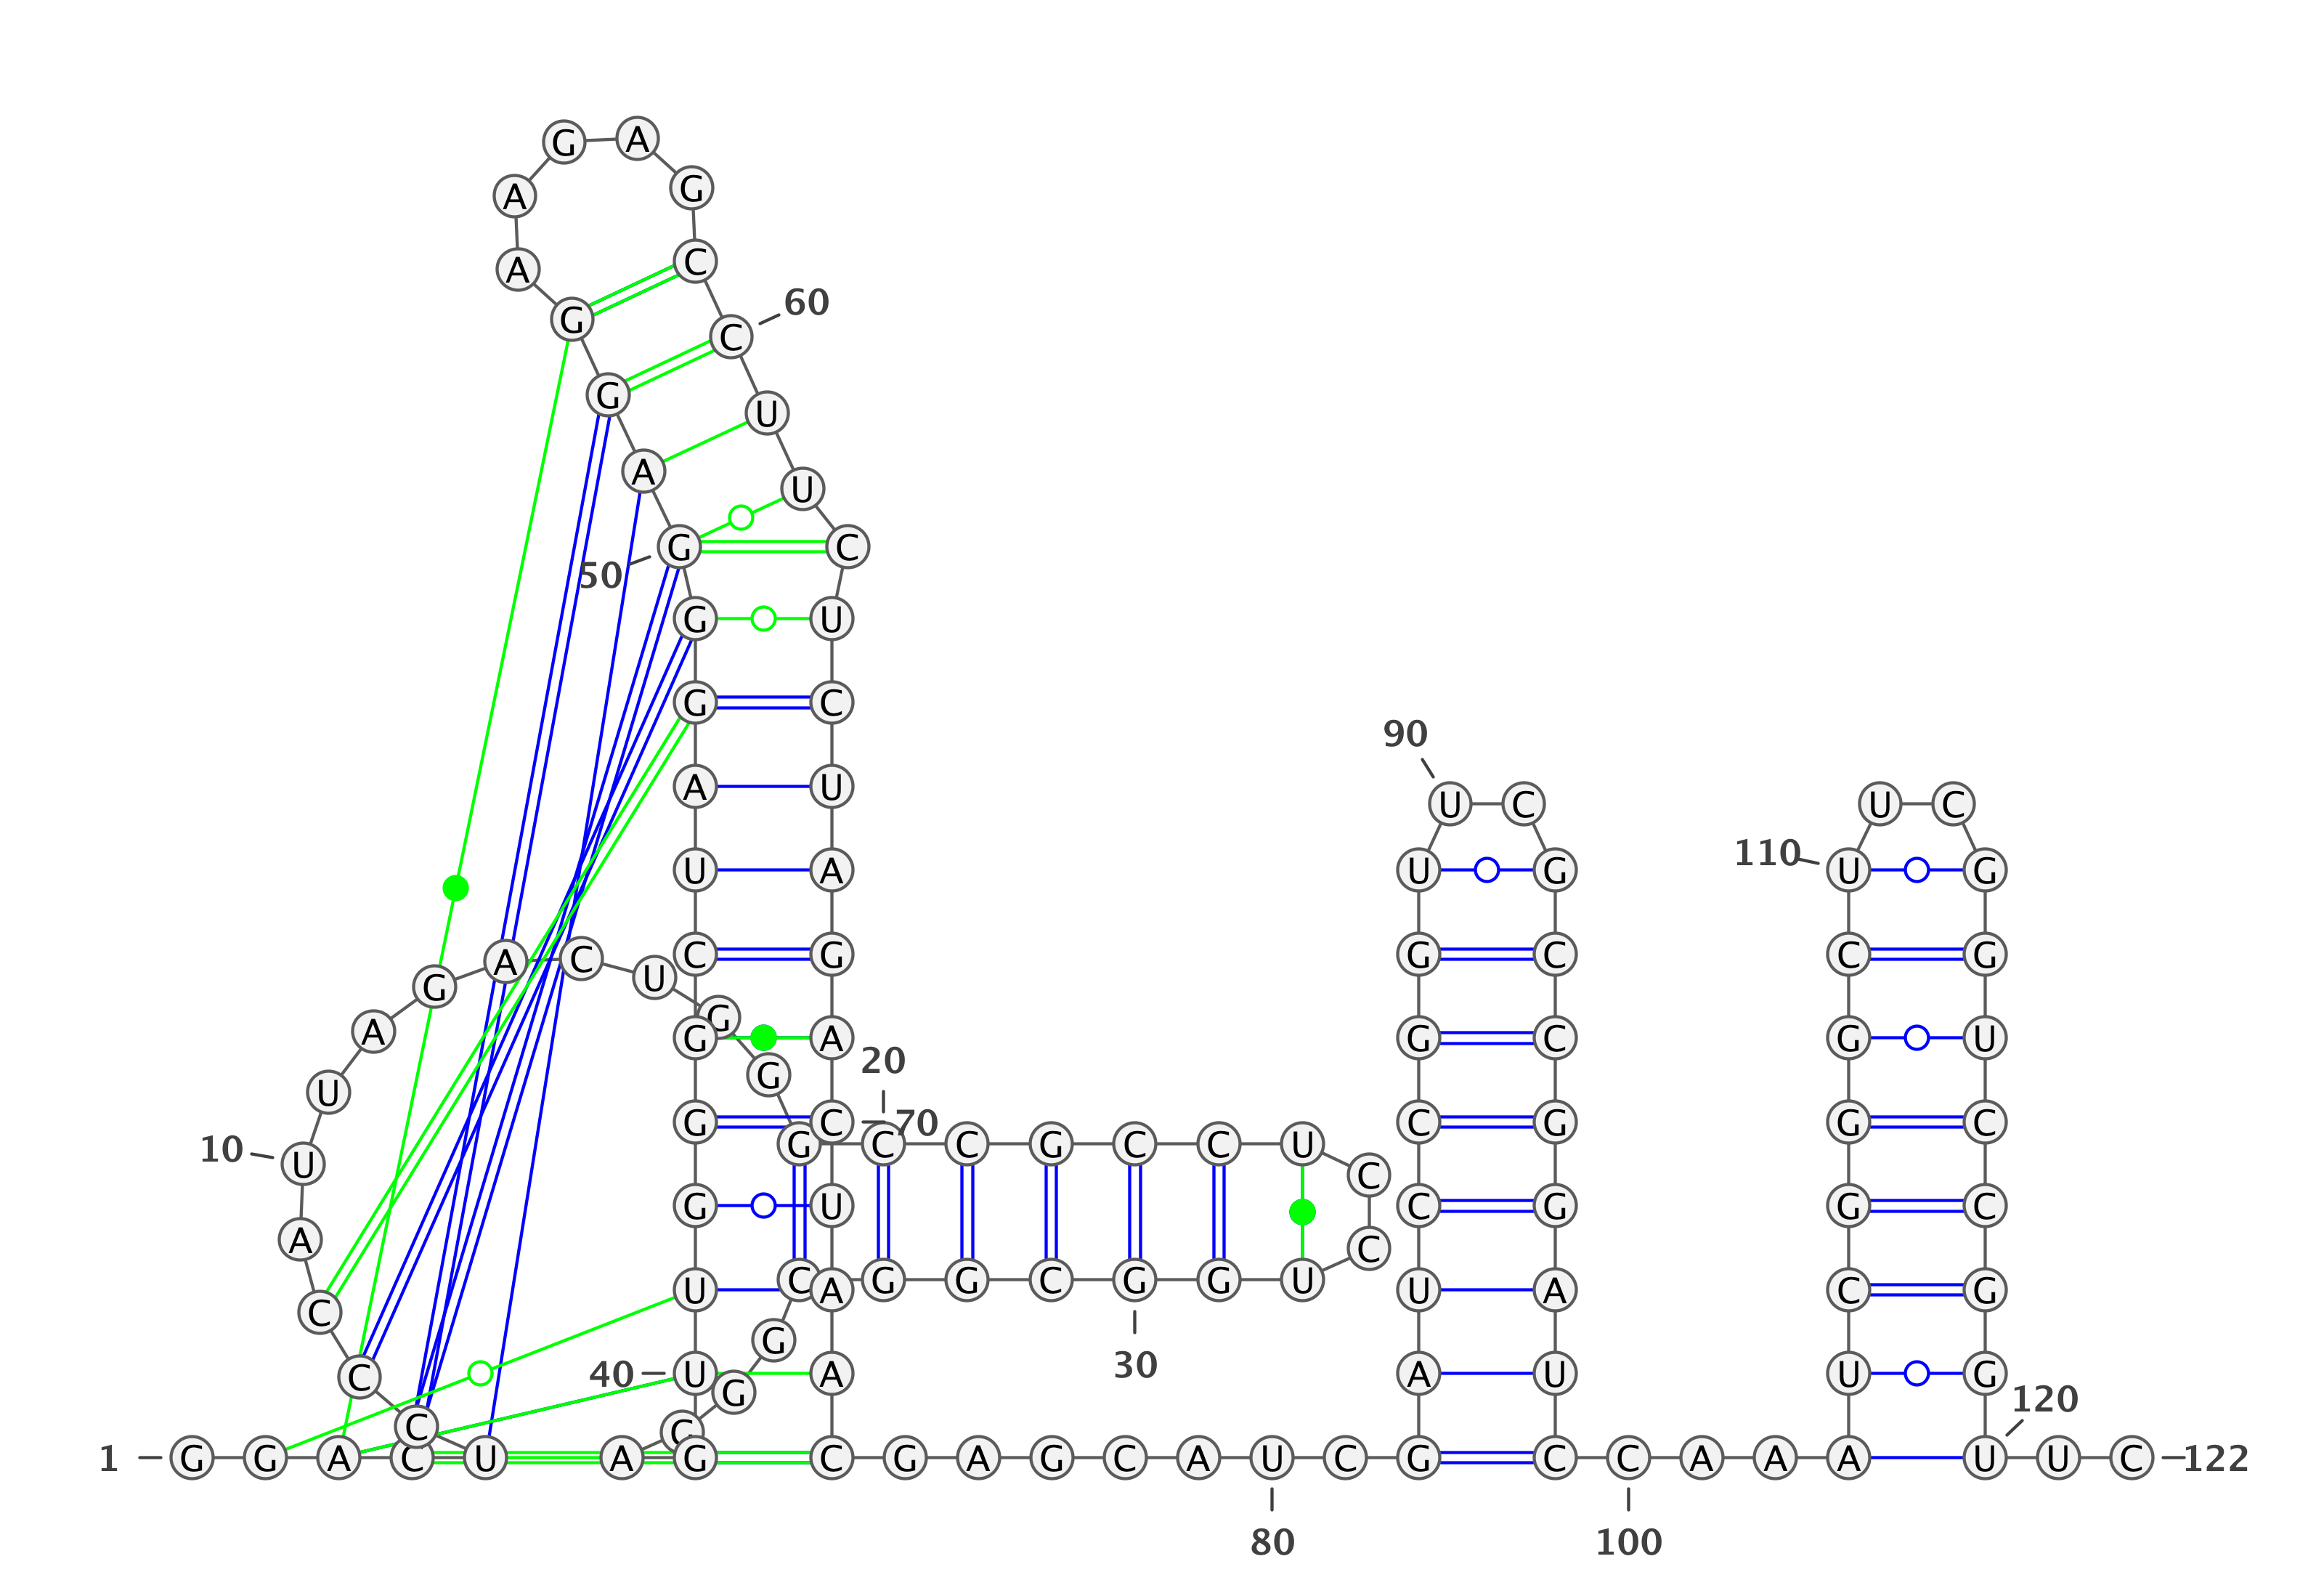 G A
A G
A C
60
G C
G U
A U
G C
50
G U
G C
90
A U U C U C
110
U A U G U G
A C U C G G C C G
G
A G G A G C G U
20
U G
G C 70 C G G C
10 U G C C G C C U C
G U C G G C
A C
U C A G G C G G U U A C G
C G
30
40 U A A U U G
C G
120
C C
1 G G A C U A G C G A G C C A U C G C C A A A U U C 122
80 100